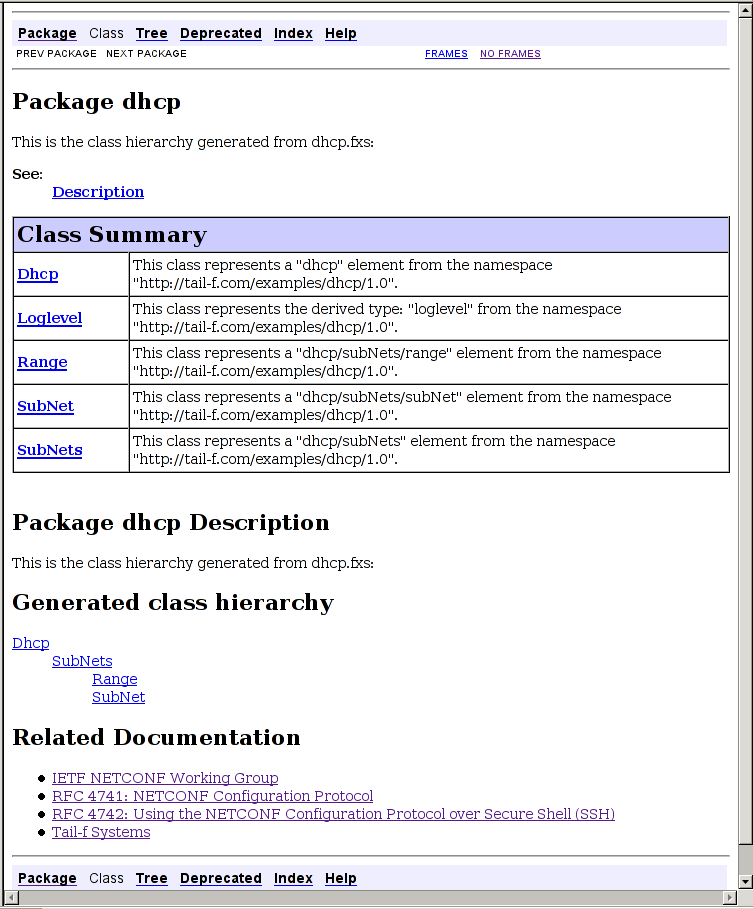 Package Class Tree Deprecated Index Help
PREV PACKAGE NEXT PACKAGE FRAMES NO FRAMES
Package dhcp
This is the class hierarchy generated from dhcp.fxs:
See:
Description
Class Summary
Dhcp This class represents a "dhcp" element from the namespace
"http://tail-f.com/examples/dhcp/1.0".
Loglevel This class represents the derived type: "loglevel" from the namespace
"http://tail-f.com/examples/dhcp/1.0".
Range This class represents a "dhcp/subNets/range" element from the namespace
"http://tail-f.com/examples/dhcp/1.0".
SubNet This class represents a "dhcp/subNets/subNet" element from the namespace
"http://tail-f.com/examples/dhcp/1.0".
SubNets This class represents a "dhcp/subNets" element from the namespace
"http://tail-f.com/examples/dhcp/1.0".
Package dhcp Description
This is the class hierarchy generated from dhcp.fxs:
Generated class hierarchy
Dhcp
SubNets
Range
SubNet
Related Documentation
IETF NETCONF Working Group
RFC 4741: NETCONF Configuration Protocol
RFC 4742: Using the NETCONF Configuration Protocol over Secure Shell (SSH)
Tail-f Systems
Package Class Tree Deprecated Index Help